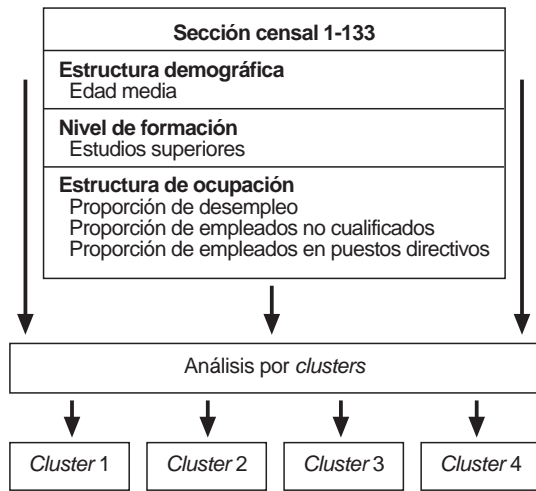 Sección censal 1-133
Estructura demográfica
Edad media
Nivel de formación
Estudios superiores
Estructura de ocupación
Proporción de desempleo
Proporción de empleados no cualificados
Proporción de empleados en puestos directivos
Análisis por clusters
Cluster 1
Cluster 2
Cluster 3
Cluster 4